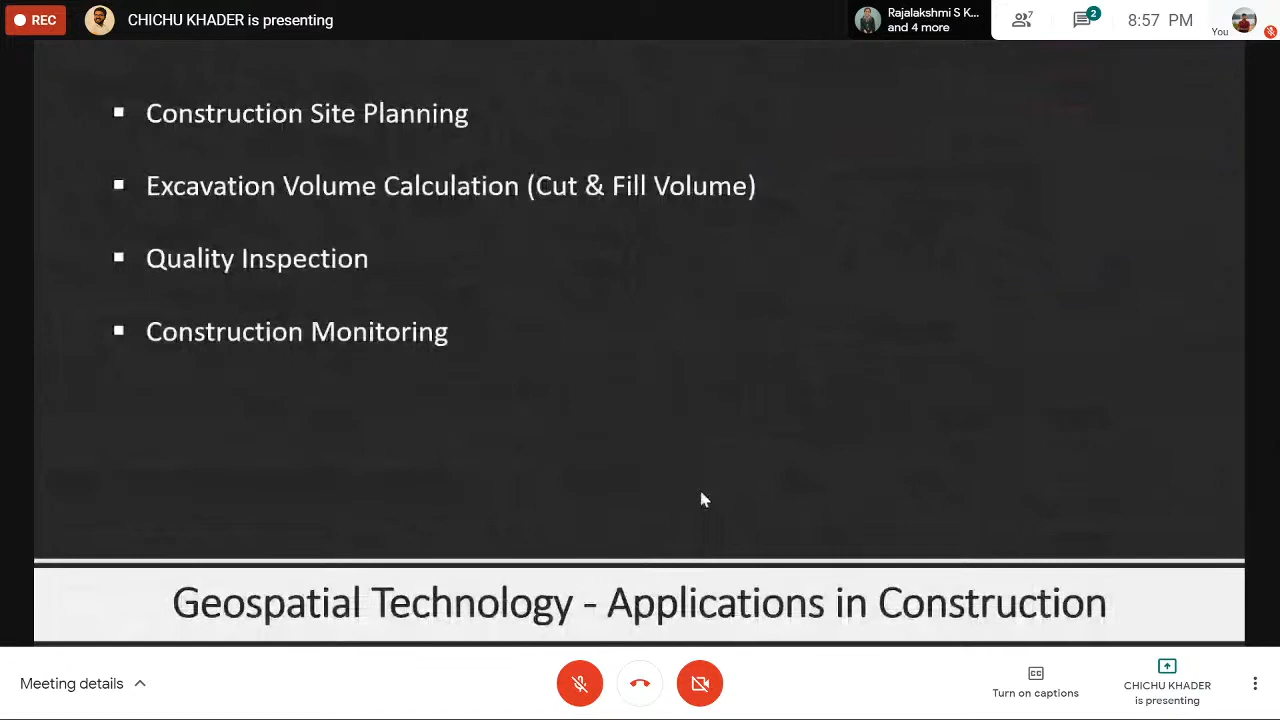 REC
CHICHU KHADER is presenting
Rajalakshmi S K...
and 4 more
7
2
8:57 PM
You
▪ Construction Site Planning
▪ Excavation Volume Calculation (Cut & Fill Volume)
▪ Quality Inspection
▪ Construction Monitoring
Geospatial Technology - Applications in Construction
Meeting details
Turn on captions
CHICHU KHADER
is presenting